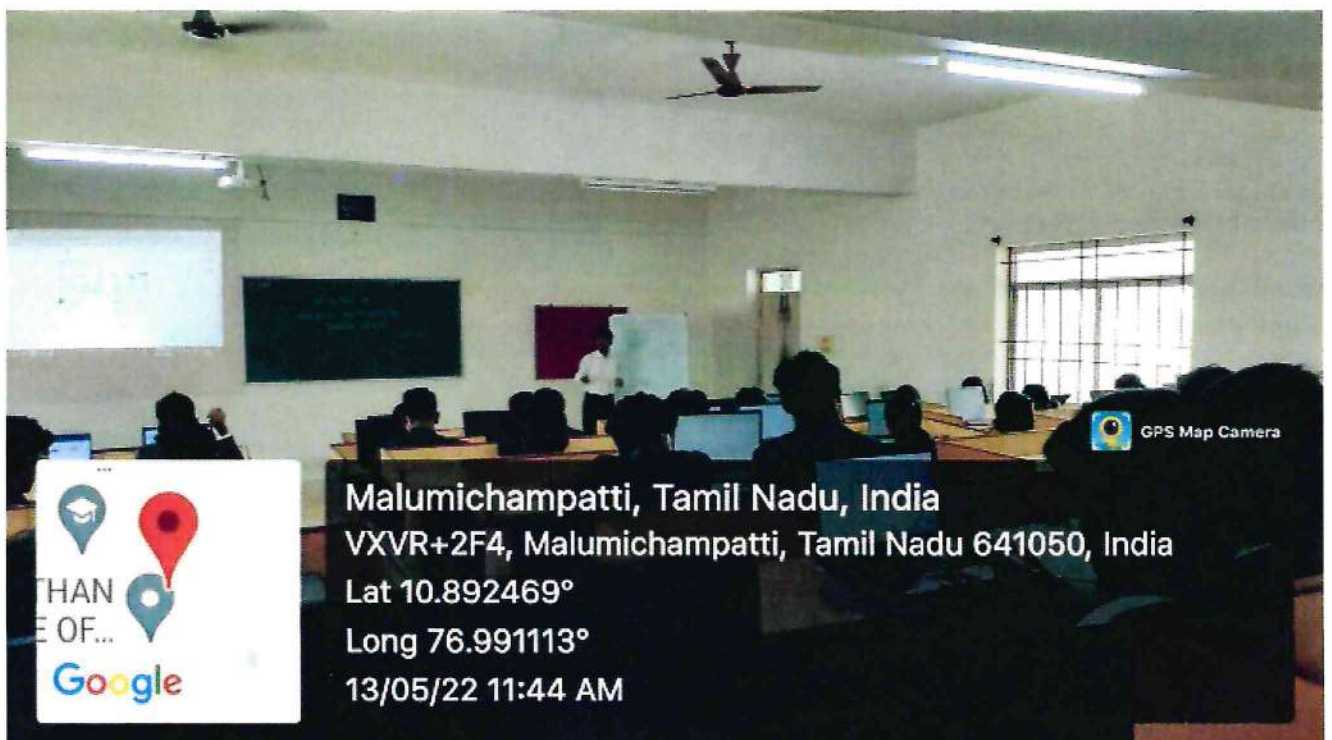 GPS Map Camera
Malumichampatti, Tamil Nadu, India
VXVR+2F4, Malumichampatti, Tamil Nadu 641050, India
Lat 10.892469°
Long 76.991113°
13/05/22 11:44 AM
THAN
E OF...
Google